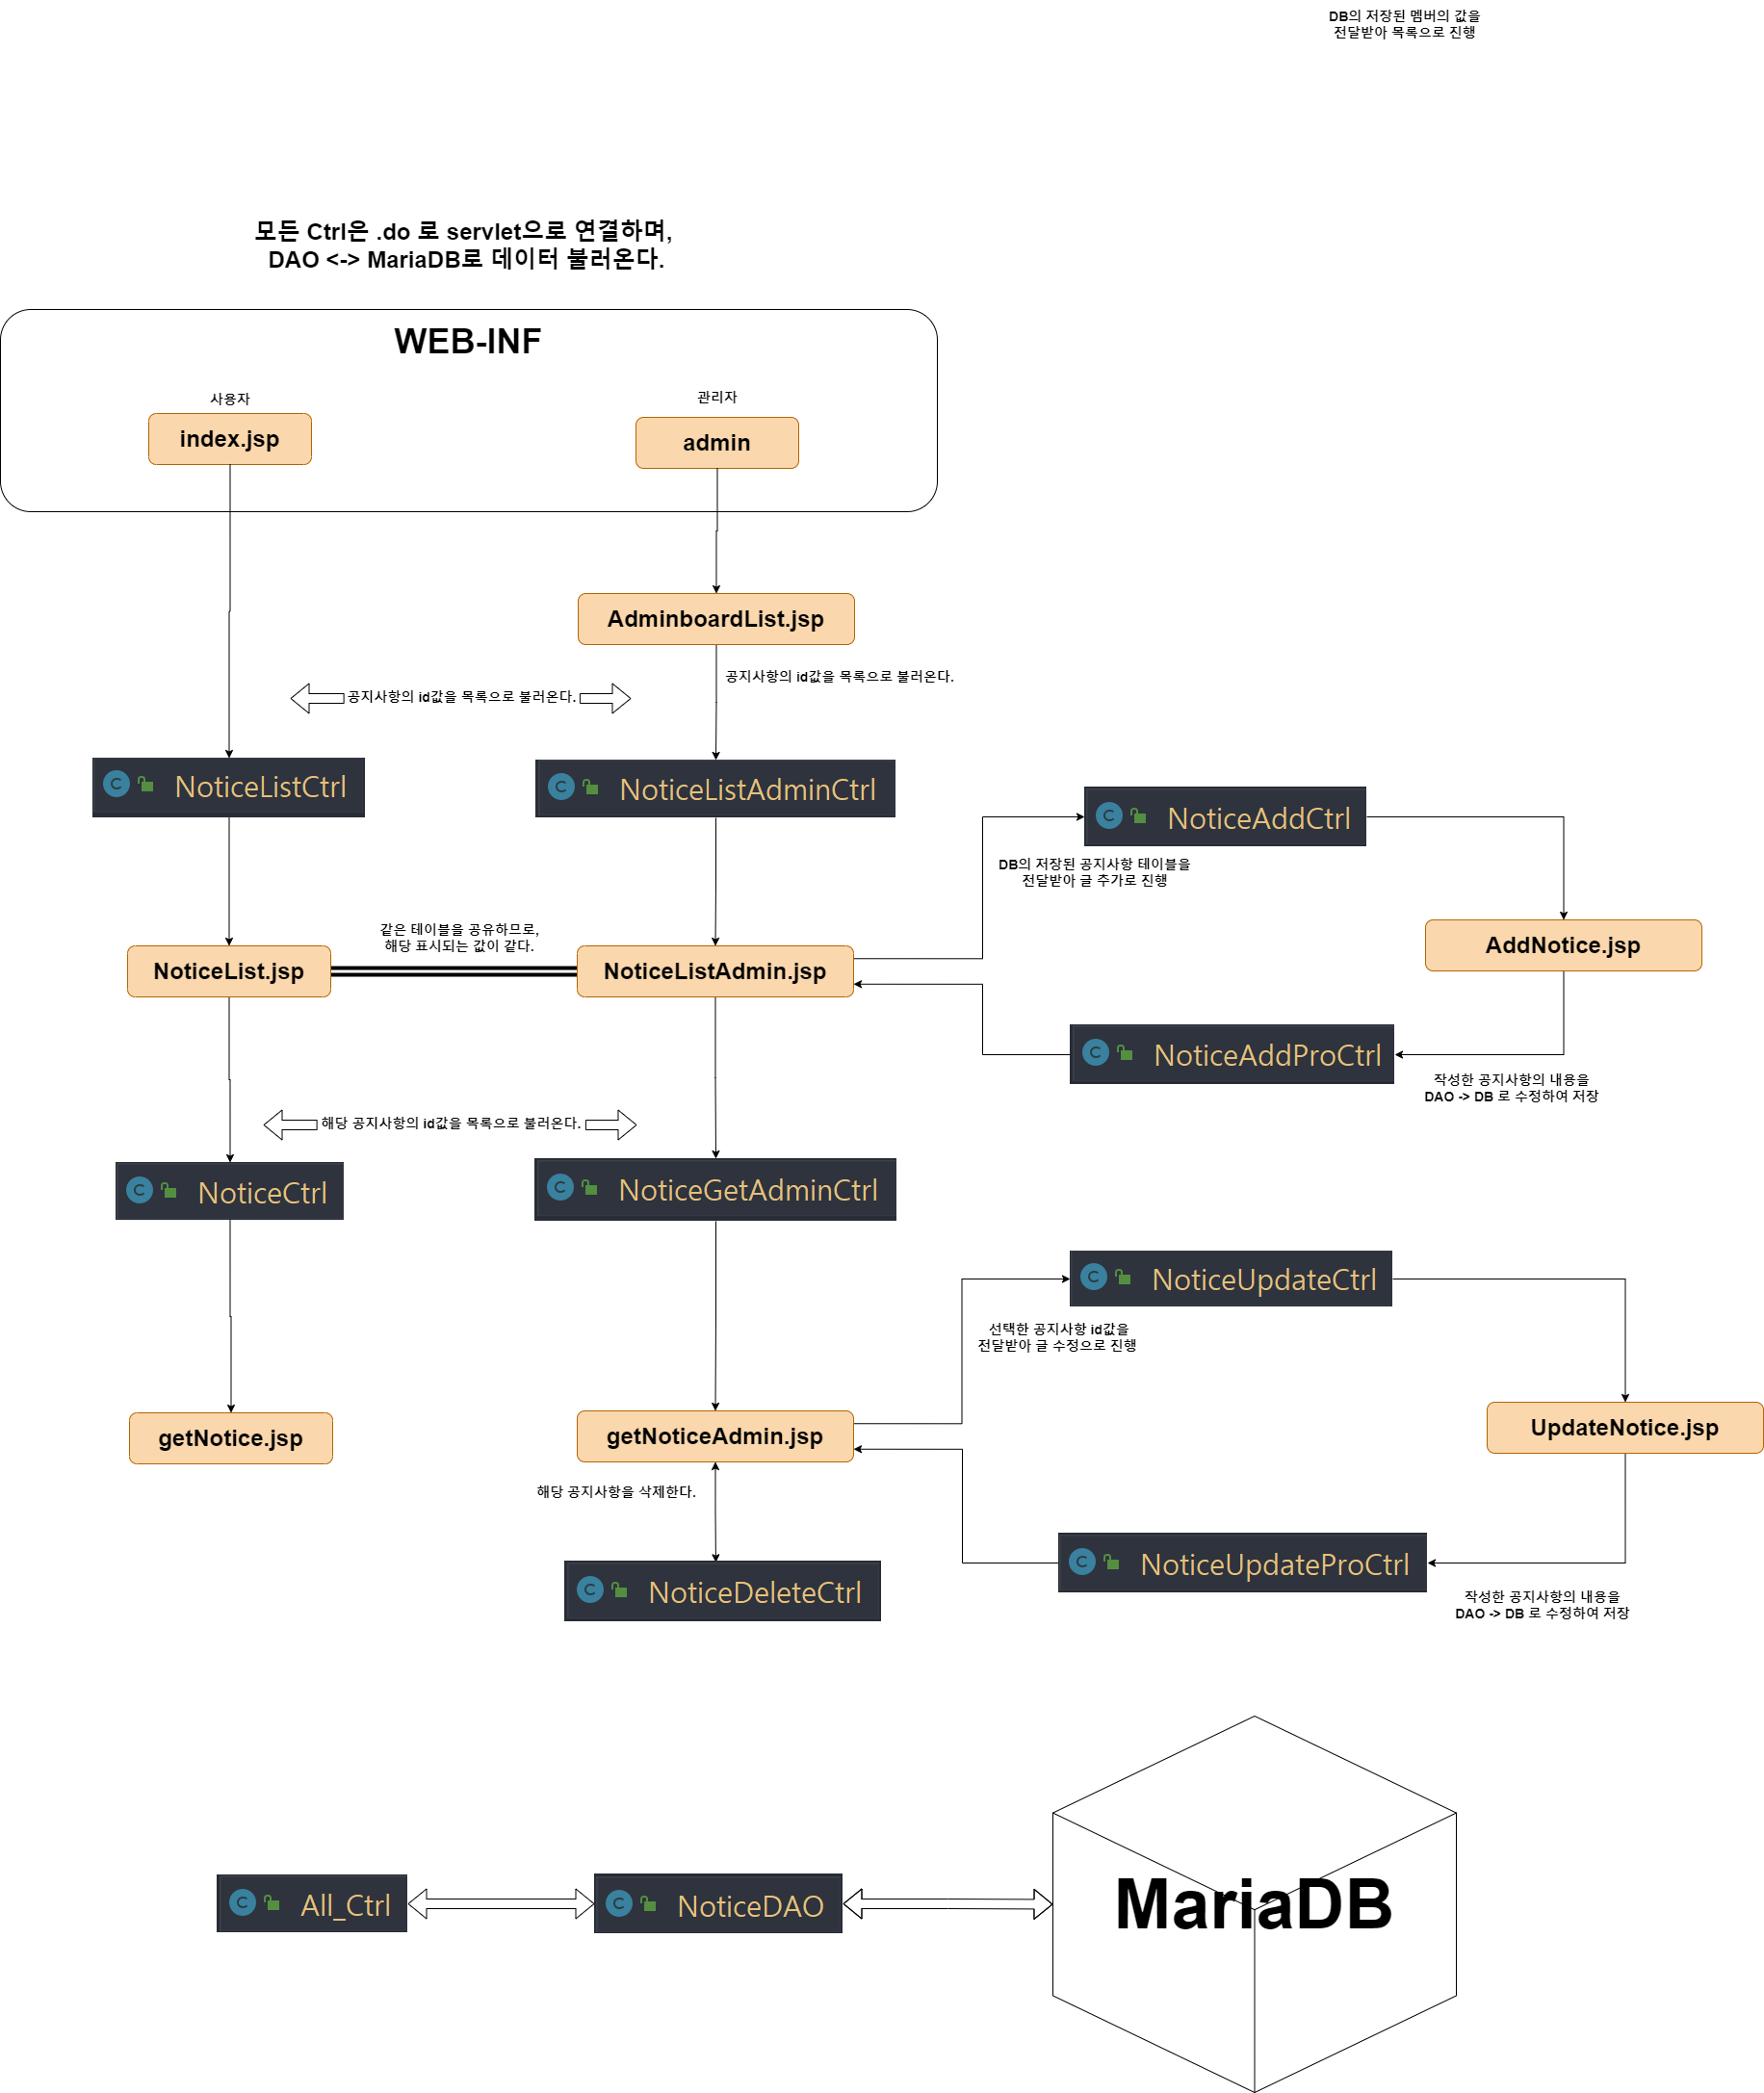 DB의 저장된 멤버의 값을
전달받아 목록으로 진행
모든 Ctrl은 .do 로 servlet으로 연결하며,
DAO <-> MariaDB로 데이터 불러온다.
WEB-INF
사용자
관리자
index.jsp
admin
AdminboardList.jsp
공지사항의 id값을 목록으로 불러온다.
공지사항의 id값을 목록으로 불러온다.
NoticeListCtrl
NoticeListAdminCtrl
NoticeAddCtrl
DB의 저장된 공지사항 테이블을
전달받아 글 추가로 진행
같은 테이블을 공유하므로,
해당 표시되는 값이 같다.
AddNotice.jsp
NoticeList.jsp
NoticeListAdmin.jsp
NoticeAddProCtrl
작성한 공지사항의 내용을
DAO -> DB 로 수정하여 저장
해당 공지사항의 id값을 목록으로 불러온다.
NoticeCtrl
NoticeGetAdminCtrl
NoticeUpdateCtrl
선택한 공지사항 id값을
전달받아 글 수정으로 진행
getNotice.jsp
getNoticeAdmin.jsp
UpdateNotice.jsp
해당 공지사항을 삭제한다.
NoticeDeleteCtrl
NoticeUpdateProCtrl
작성한 공지사항의 내용을
DAO -> DB 로 수정하여 저장
All_Ctrl
NoticeDAO
MariaDB